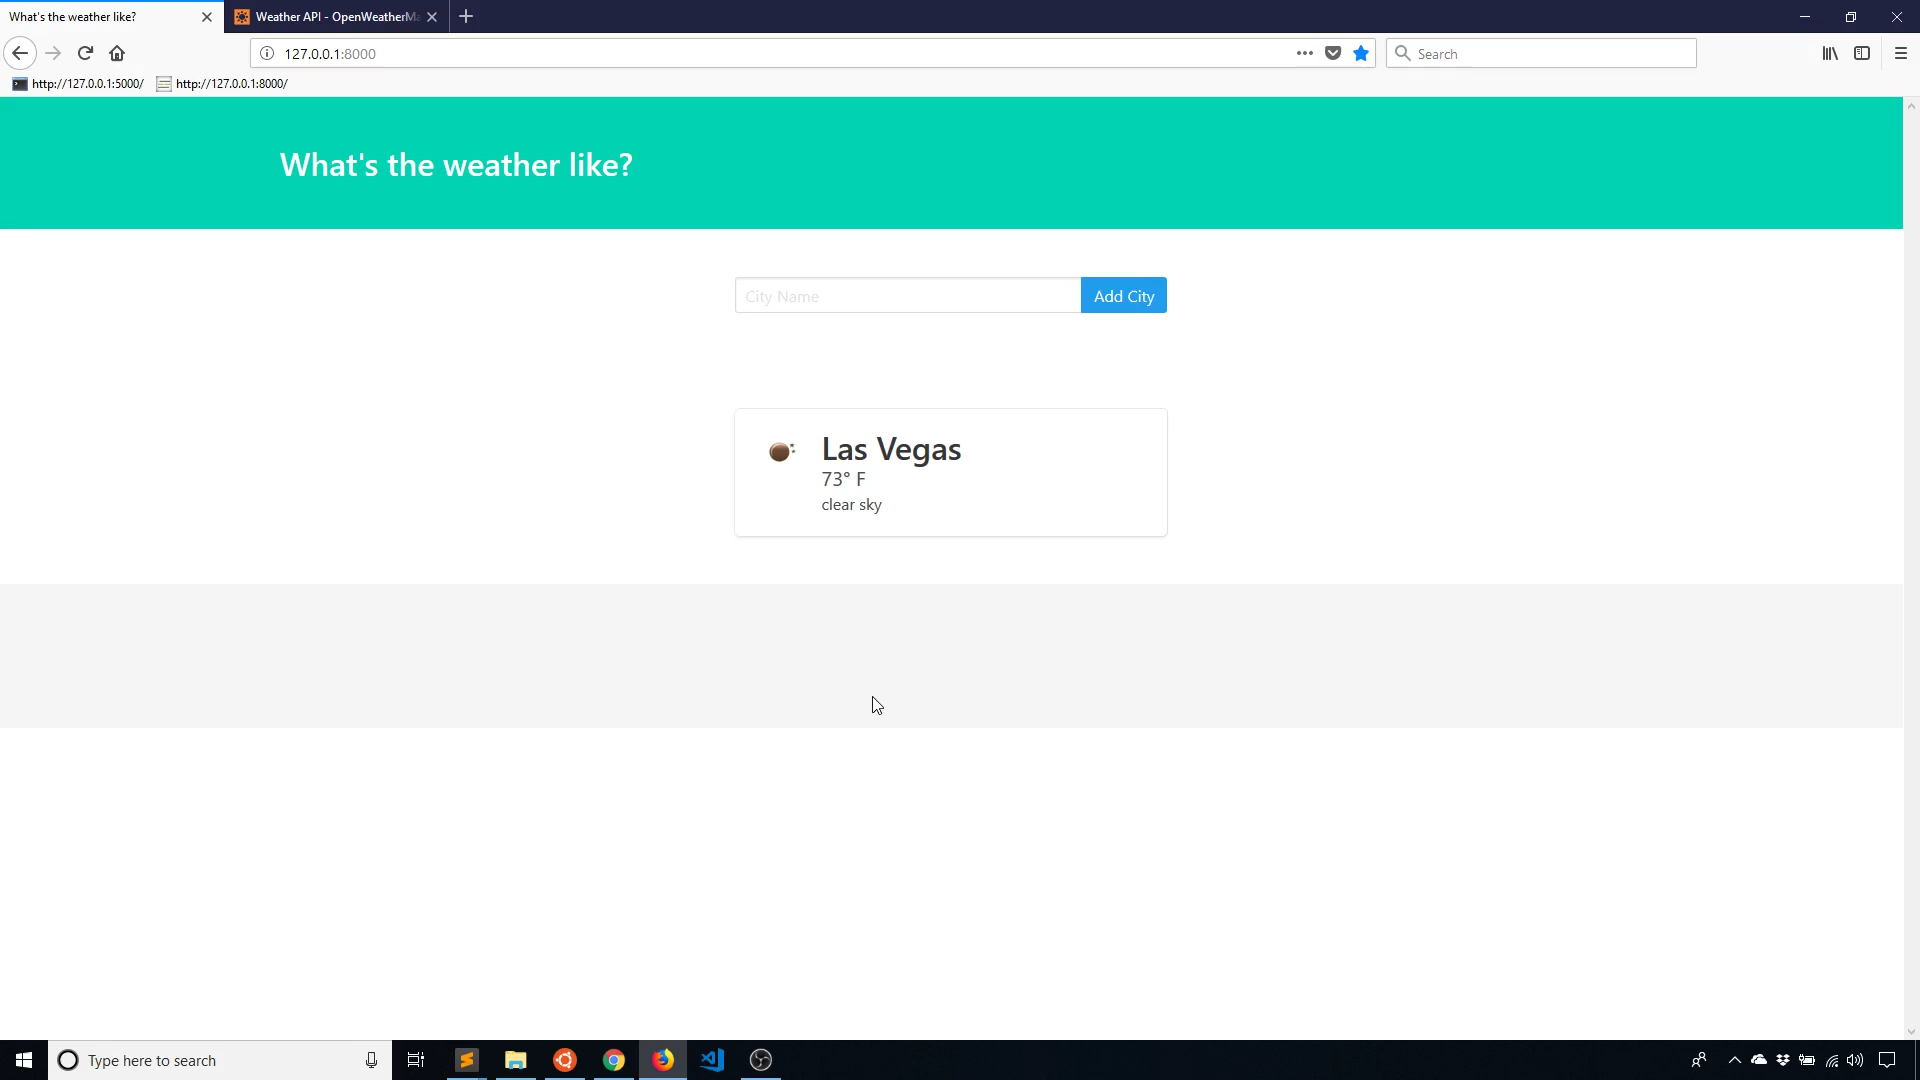 What's the weather like?
Weather API - OpenWeatherMa
127.0.0.1:8000
Search
http://127.0.0.1:5000/
http://127.0.0.1:8000/
What's the weather like?
City Name
Add City
Las Vegas
73° F
clear sky
Type here to search